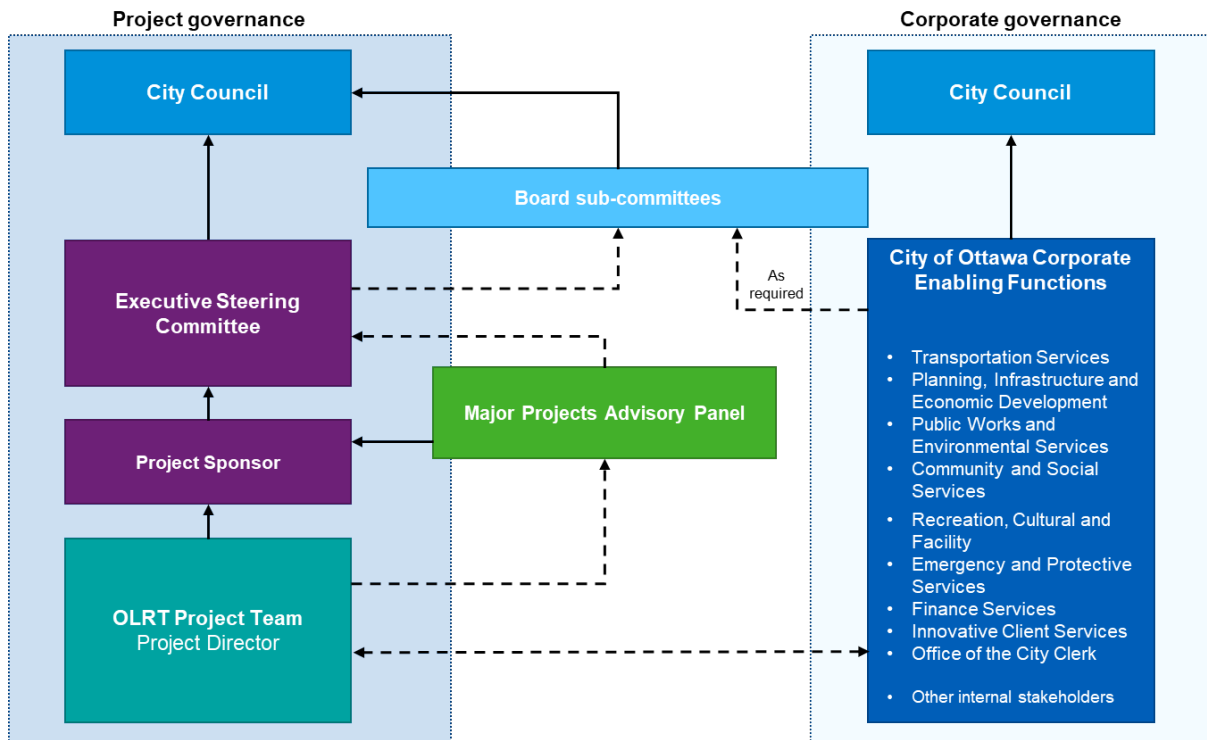 Project governance
Corporate governance
City Council
City Council
Board sub-committees
Executive Steering
Committee
As
required
City of Ottawa Corporate
Enabling Functions
Major Projects Advisory Panel
Project Sponsor
OLRT Project Team
Project Director
• Transportation Services
• Planning, Infrastructure and
Economic Development
• Public Works and
Environmental Services
• Community and Social
Services
• Recreation, Cultural and
Facility
• Emergency and Protective
Services
• Finance Services
• Innovative Client Services
• Office of the City Clerk
• Other internal stakeholders